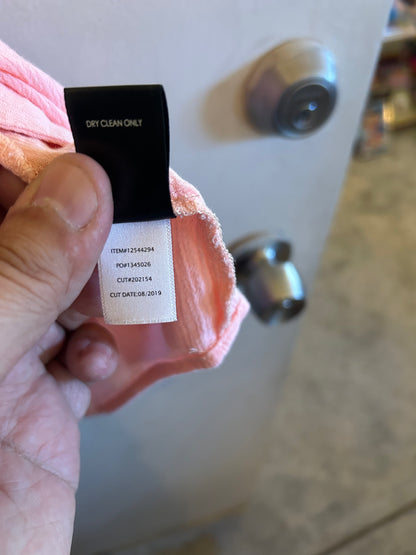 DRY CLEAN ONLY
ITEM#12544294
PO#1345026
CUT#202154
CUT DATE:08/2019